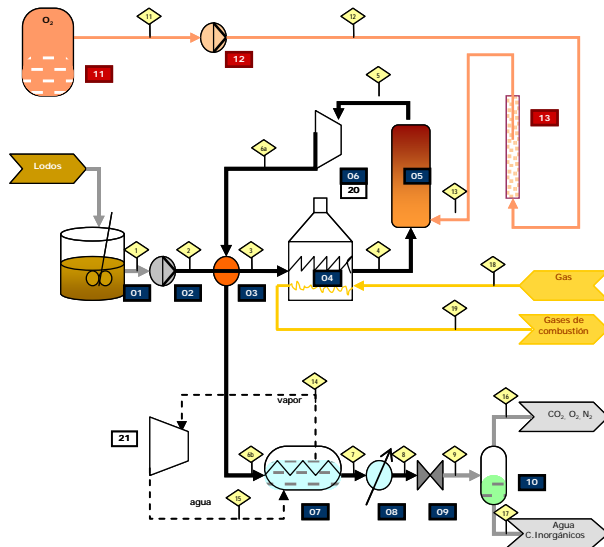 11
12
O2
11
12
5
13
6a
06
20
05
13
Lodos
1
2
3
4
18
Gas
04
01
02
03
19
Gases de
combustión
14
vapor
16
CO2, O2, N2
21
6b
7
8
9
10
agua
15
07
08
09
17
Agua
C. Inorgánicos